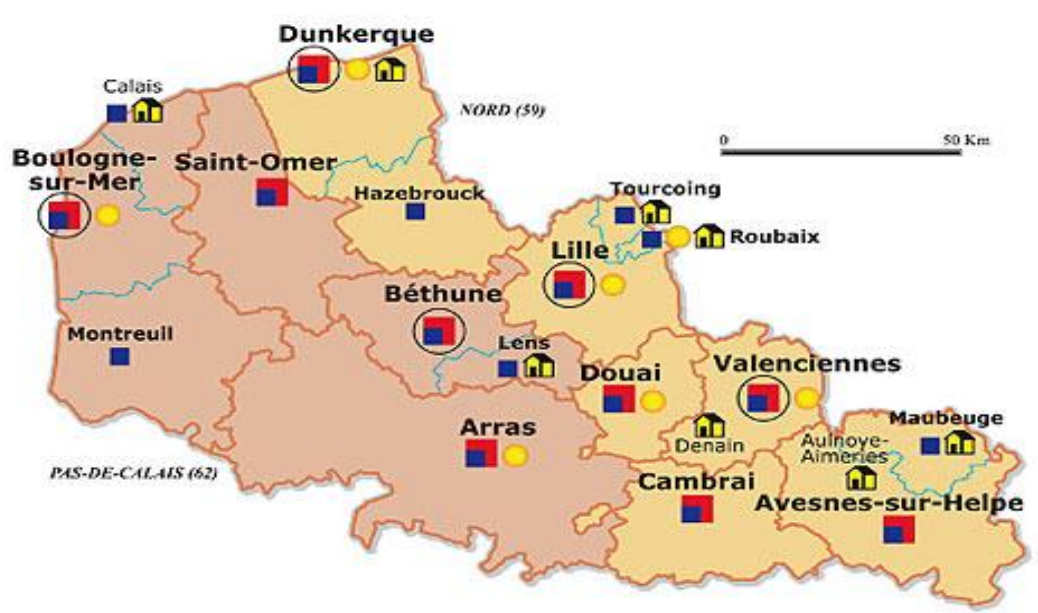 Dunkerque
Calais
NORD (59)
0 50 Km
Boulogne-
sur-Mer
Saint-Omer
Hazebrouck
Tourcoing
Roubaix
Lille
Béthune
Montreuil
Lens
Douai
Valenciennes
Arras
Denain
Maubeuge
Aulnoye-
Aimeries
PAS-DE-CALAIS (62)
Cambrai
Avesnes-sur-Helpe